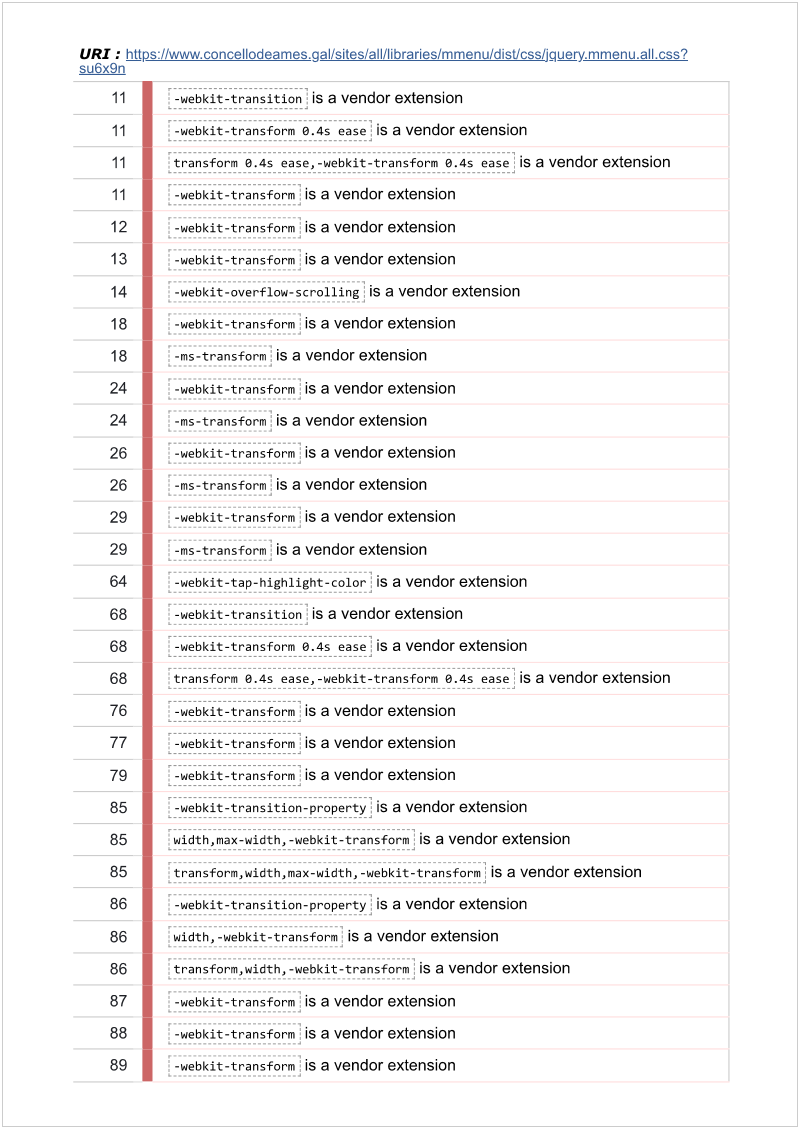 URI : https://www.concellodeames.gal/sites/all/libraries/mmenu/dist/css/jquery.mmenu.all.css?
su6x9n
11 -webkit-transition is a vendor extension
11 -webkit-transform 0.4s ease is a vendor extension
11 transform 0.4s ease,-webkit-transform 0.4s ease is a vendor extension
11 -webkit-transform is a vendor extension
12 -webkit-transform is a vendor extension
13 -webkit-transform is a vendor extension
14 -webkit-overflow-scrolling is a vendor extension
18 -webkit-transform is a vendor extension
18 -ms-transform is a vendor extension
24 -webkit-transform is a vendor extension
24 -ms-transform is a vendor extension
26 -webkit-transform is a vendor extension
26 -ms-transform is a vendor extension
29 -webkit-transform is a vendor extension
29 -ms-transform is a vendor extension
64 -webkit-tap-highlight-color is a vendor extension
68 -webkit-transition is a vendor extension
68 -webkit-transform 0.4s ease is a vendor extension
68 transform 0.4s ease,-webkit-transform 0.4s ease is a vendor extension
76 -webkit-transform is a vendor extension
77 -webkit-transform is a vendor extension
79 -webkit-transform is a vendor extension
85 -webkit-transition-property is a vendor extension
85 width,max-width,-webkit-transform is a vendor extension
85 transform,width,max-width,-webkit-transform is a vendor extension
86 -webkit-transition-property is a vendor extension
86 width,-webkit-transform is a vendor extension
86 transform,width,-webkit-transform is a vendor extension
87 -webkit-transform is a vendor extension
88 -webkit-transform is a vendor extension
89 -webkit-transform is a vendor extension